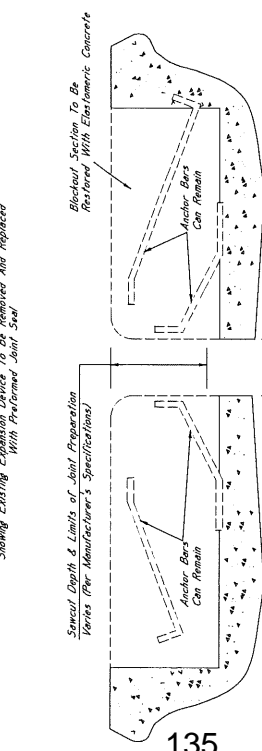 Showing Existing Expansion Device To Be Removed And Replaced
With Preformed Joint Seal
Sawcut Depth & Limits of Joint Preparation
Varies (Per Manufacturer's Specifications)
Blockout Section To Be
Restored With Elastomeric Concrete
Anchor Bars
Can Remain
Anchor Bars
Can Remain
135